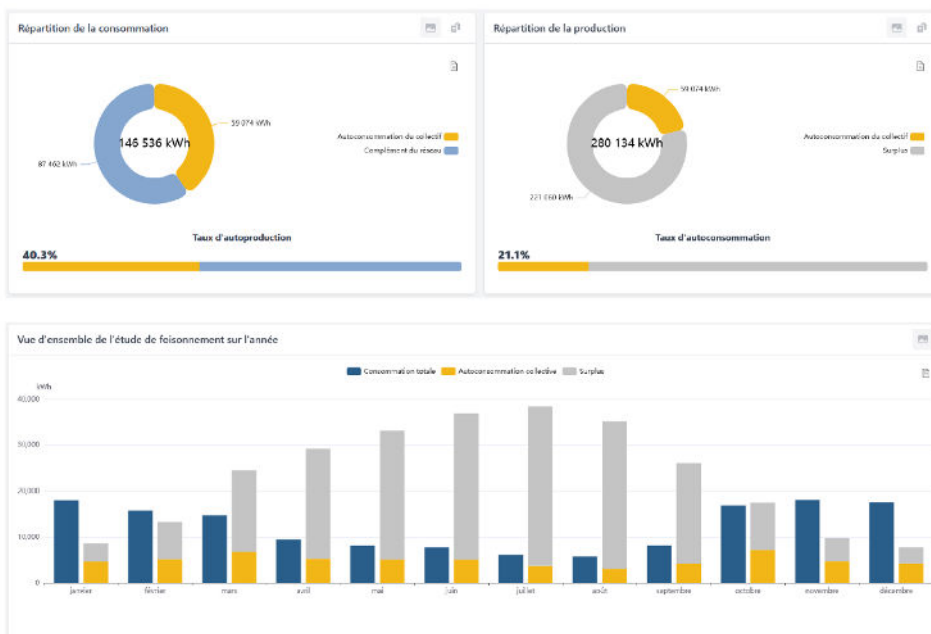 Répartition de la consommation
59 074 kWh
146 536 kWh
87 462 kWh
Autoconsommation du collectif
Complément du réseau
Taux d'autoproduction
40.3%
Répartition de la production
59 074 kWh
280 134 kWh
221 060 kWh
Autoconsommation du collectif
Surplus
Taux d'autoconsommation
21.1%
Vue d'ensemble de l'étude de foisonnement sur l'année
Consommation totale Autoconsommation collective Surplus
kWh
40,000
30,000
20,000
10,000
0
janvier février mars avril mai juin juillet août septembre octobre novembre décembre